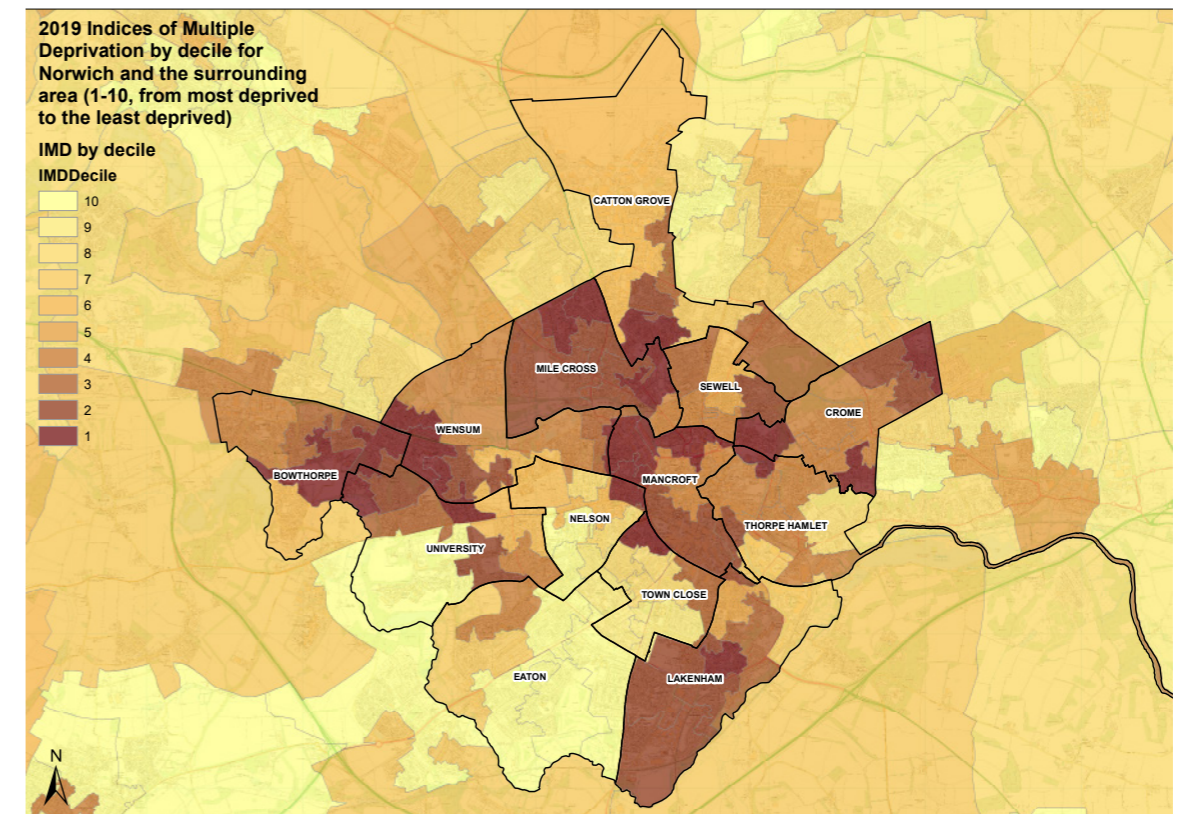 2019 Indices of Multiple
Deprivation by decile for
Norwich and the surrounding
area (1-10, from most deprived
to the least deprived)
IMD by decile
IMDDecile
10
9
8
7
6
5
4
3
2
1
CATTON GROVE
MILE CROSS
SEWELL
CROME
WENSUM
BOWTHORPE
MANCROFT
NELSON
THORPE HAMLET
UNIVERSITY
TOWN CLOSE
EATON
LAKENHAM
N